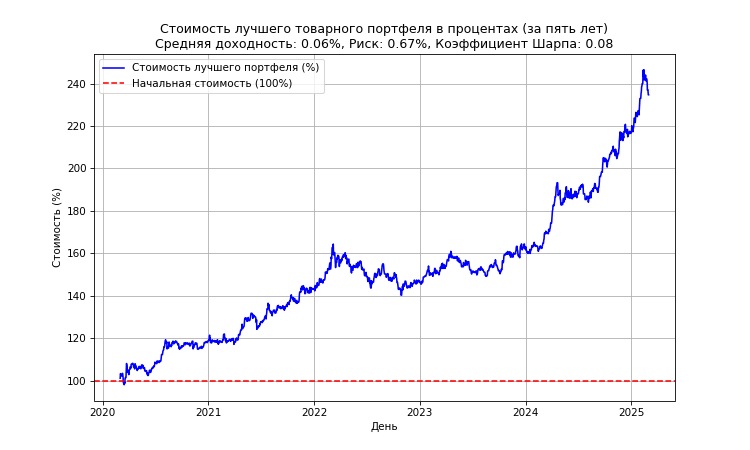 Стоимость лучшего товарного портфеля в процентах (за пять лет)
Средняя доходность: 0.06%, Риск: 0.67%, Коэффициент Шарпа: 0.08
Стоимость лучшего портфеля (%)
Начальная стоимость (100%)
Стоимость (%)
240
220
200
180
160
140
120
100
2020
2021
2022
2023
2024
2025
День